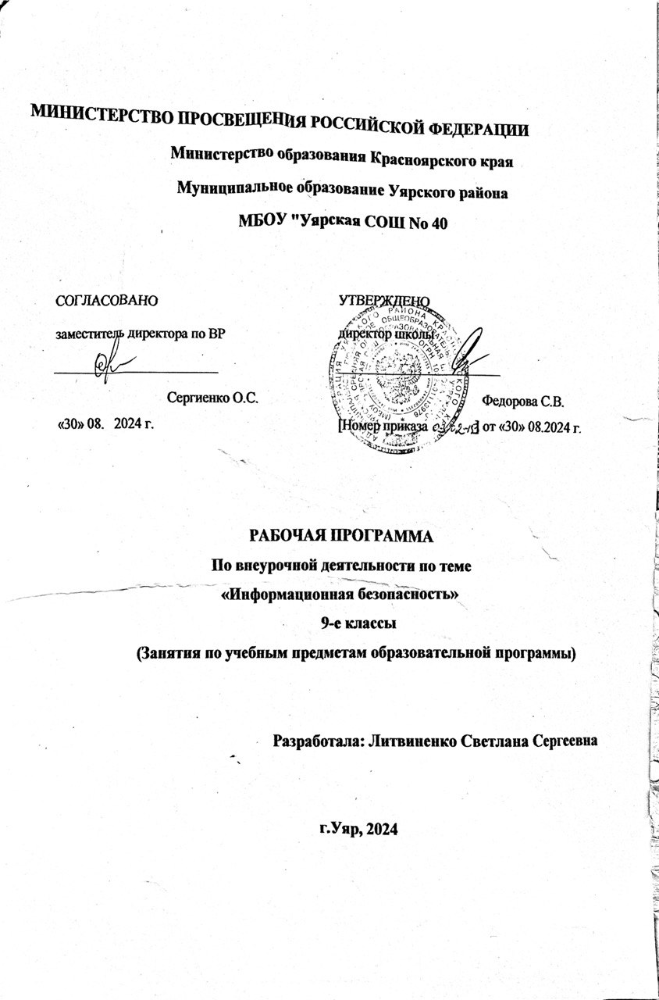 МИНИСТЕРСТВО ПРОСВЕЩЕНИЯ РОССИЙСКОЙ ФЕДЕРАЦИИ
Министерство образования Красноярского края
Муниципальное образование Уярского района
МБОУ "Уярская СОШ No 40
СОГЛАСОВАНО
заместитель директора по ВР
Сергиенко О.С.
«30» 08. 2024 г.
УТВЕРЖДЕНО
директор школы
Федорова С.В.
[Номер приказа от «30» 08.2024 г.
РАБОЧАЯ ПРОГРАММА
По внеурочной деятельности по теме
«Информационная безопасность»
9-е классы
(Занятия по учебным предметам образовательной программы)
Разработала: Литвиненко Светлана Сергеевна
г.Уяр, 2024